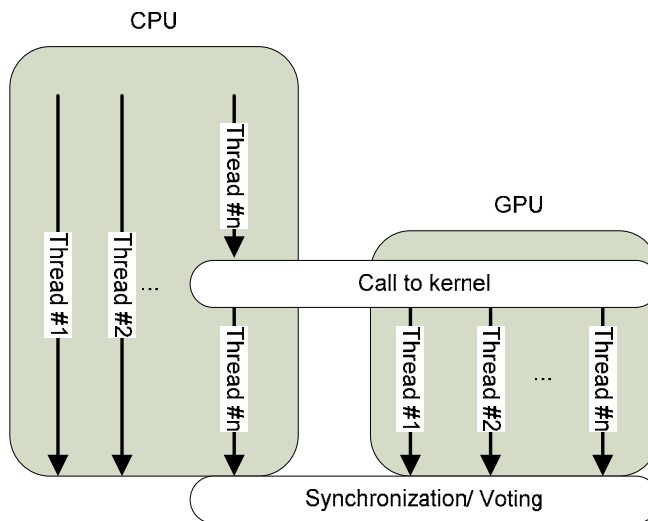 CPU
Thread #n
GPU
Thread #1
Thread #2
...
Call to kernel
Thread #n
Thread #1
Thread #2
...
Thread #n
Synchronization/ Voting